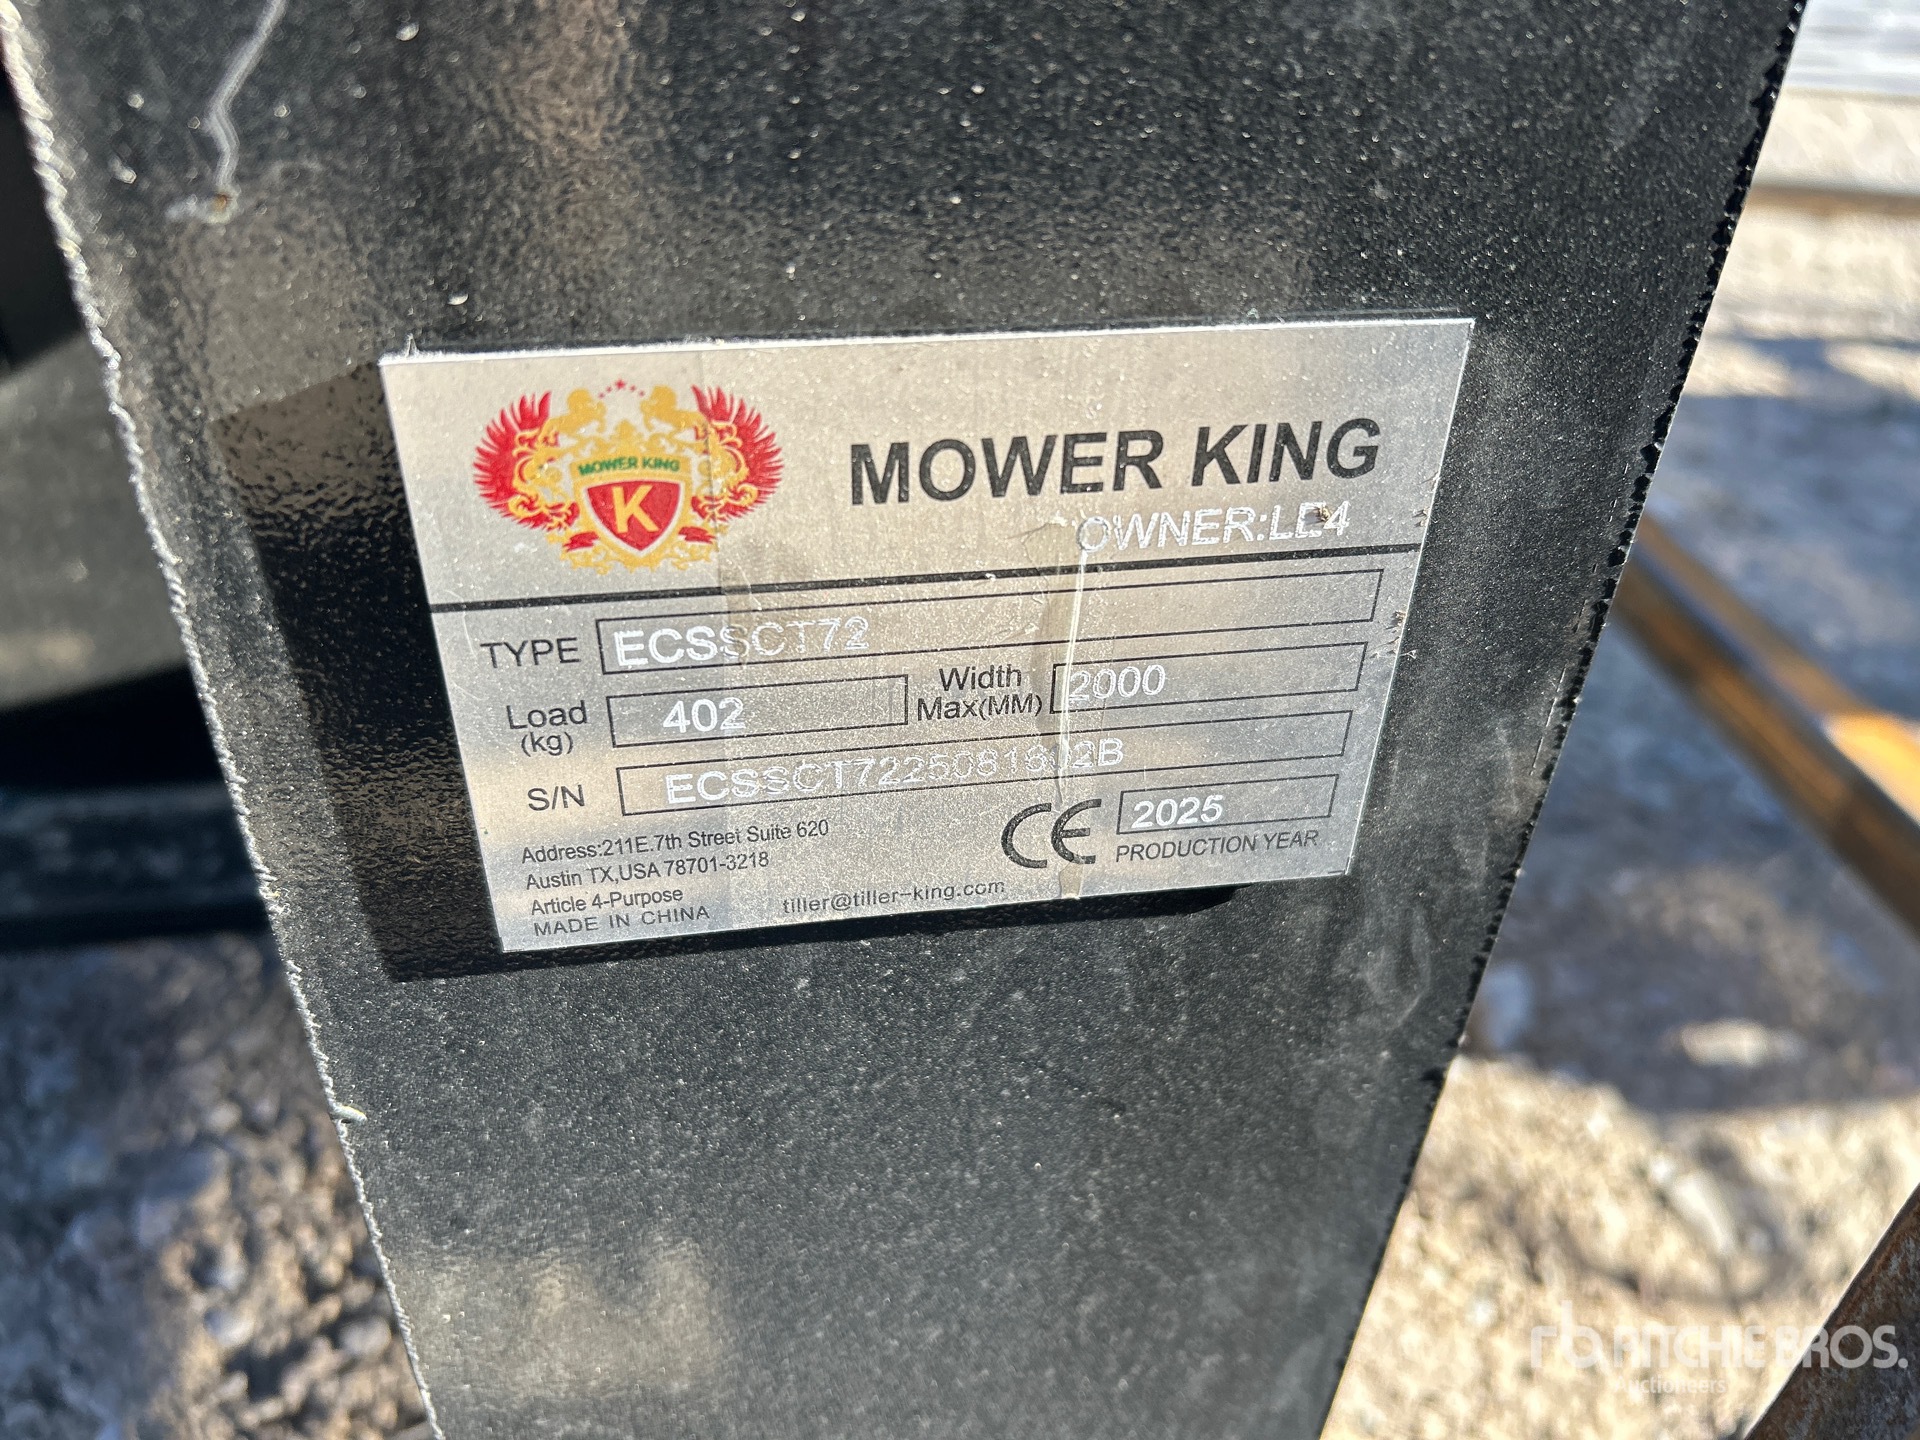 MOWER KING
K
MOWER KING
TYPE ECSSCT72
Load (kg) 402 Width Max(MM) 2000
S/N
2025
PRODUCTION YEAR
CE
Address:211E.7th Street Suite 620
Austin TX,USA 78701-3218
Article 4-Purpose
MADE IN CHINA
tiller@tiller-king.com
rb RITCHIE BROS.
Auctioneers